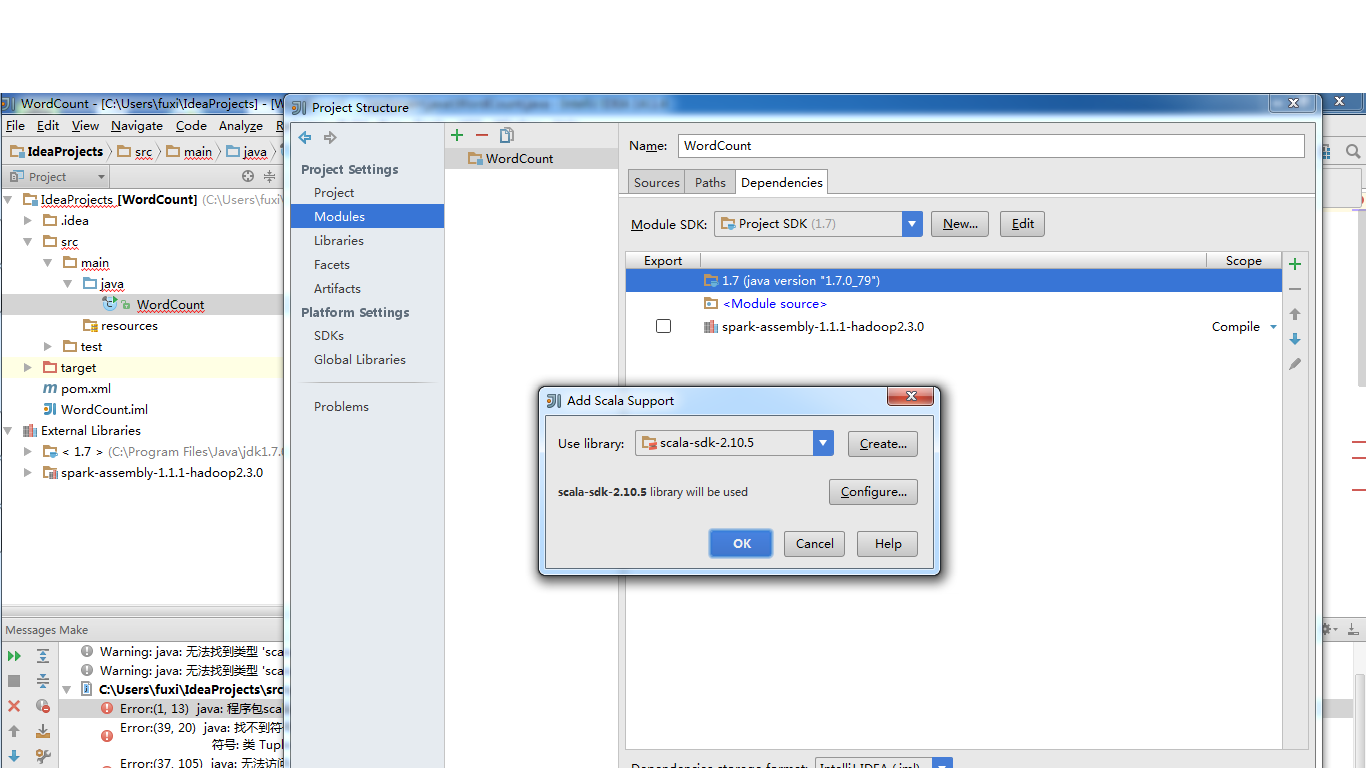 WordCount - [C:\Users\fuxi\IdeaProjects] - [W
File Edit View Navigate Code Analyze R
IdeaProjects src main java
Project
IdeaProjects [WordCount] (C:\Users\fuxi\
.idea
src
main
java
WordCount
resources
test
target
pom.xml
WordCount.iml
External Libraries
< 1.7 > (C:\Program Files\Java\jdk1.7.0
spark-assembly-1.1.1-hadoop2.3.0
Messages Make
Warning: java: 无法找到类型 'sca
Warning: java: 无法找到类型 'sca
C:\Users\fuxi\IdeaProjects\src
Error:(1, 13) java: 程序包sca
Error:(39, 20) java: 找不到符
符号: 类 Tupl
Error:(37, 105) java: 无法访问
Project Structure
Project Settings
Project
Modules
Libraries
Facets
Artifacts
Platform Settings
SDKs
Global Libraries
Problems
WordCount
Name: WordCount
Sources Paths Dependencies
Module SDK: Project SDK (1.7) New... Edit
Export Scope
1.7 (java version "1.7.0_79")
<Module source>
spark-assembly-1.1.1-hadoop2.3.0 Compile
Add Scala Support
Use library: scala-sdk-2.10.5 Create...
scala-sdk-2.10.5 library will be used Configure...
OK Cancel Help
Dependencies storage format: IntelliJ IDEA (.iml)